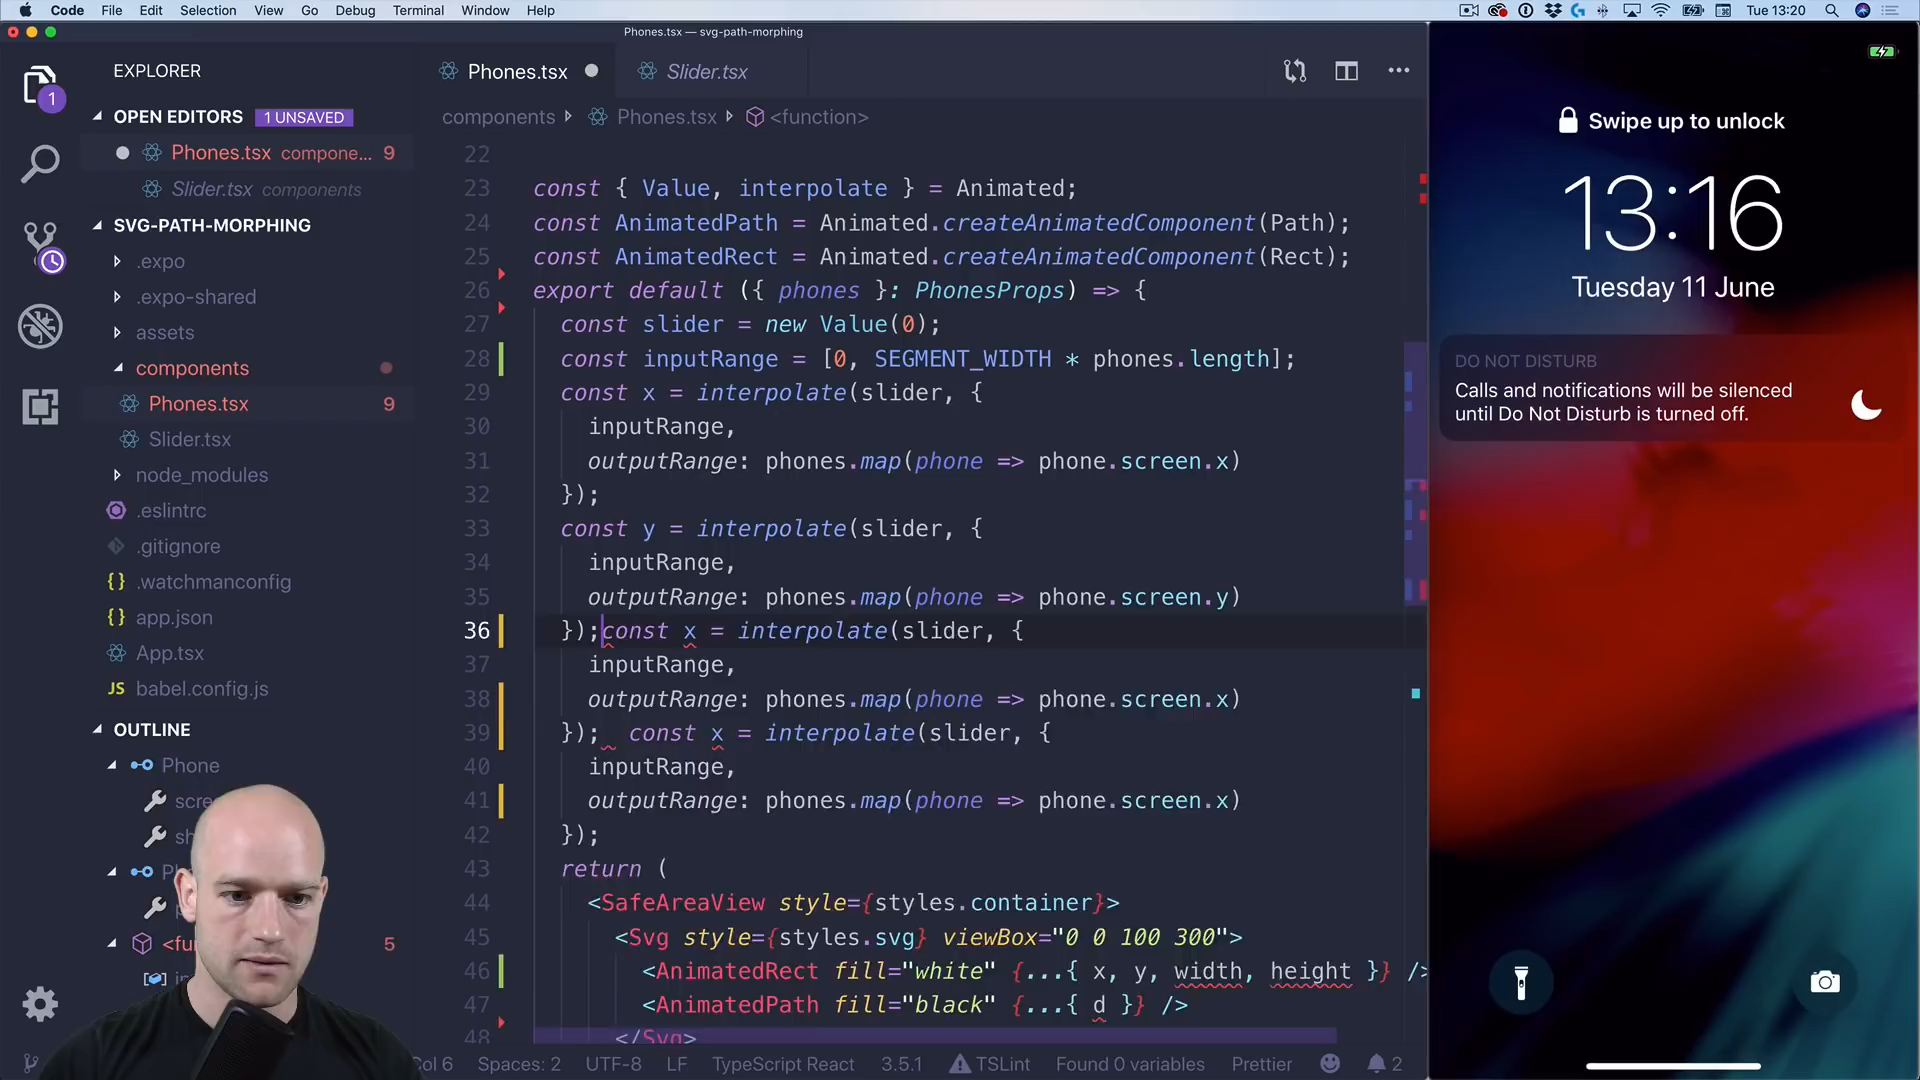 Code File Edit Selection View Go Debug Terminal Window Help
Tue 13:20
Phones.tsx — svg-path-morphing
EXPLORER
OPEN EDITORS 1 UNSAVED
Phones.tsx compone... 9
Slider.tsx components
SVG-PATH-MORPHING
.expo
.expo-shared
assets
components
Phones.tsx 9
Slider.tsx
node_modules
.eslintrc
.gitignore
.watchmanconfig
app.json
App.tsx
babel.config.js
OUTLINE
Phone
5
1
Phones.tsx
Slider.tsx
components Phones.tsx <function>
22
23 const { Value, interpolate } = Animated;
24 const AnimatedPath = Animated.createAnimatedComponent(Path);
25 const AnimatedRect = Animated.createAnimatedComponent(Rect);
26 export default ({ phones }: PhonesProps) => {
27 const slider = new Value(0);
28 const inputRange = [0, SEGMENT_WIDTH * phones.length];
29 const x = interpolate(slider, {
30 inputRange,
31 outputRange: phones.map(phone => phone.screen.x)
32 });
33 const y = interpolate(slider, {
34 inputRange,
35 outputRange: phones.map(phone => phone.screen.y)
36 });const x = interpolate(slider, {
37 inputRange,
38 outputRange: phones.map(phone => phone.screen.x)
39 }); const x = interpolate(slider, {
40 inputRange,
41 outputRange: phones.map(phone => phone.screen.x)
42 });
43 return (
44 <SafeAreaView style={styles.container}>
45 <Svg style={styles.svg} viewBox="0 0 100 300">
46 <AnimatedRect fill="white" {...{ x, y, width, height }} />
47 <AnimatedPath fill="black" {...{ d }} />
48 </Svg>
Col 6 Spaces: 2 UTF-8 LF TypeScript React 3.5.1 TSLint Found 0 variables Prettier 2
Swipe up to unlock
13:16
Tuesday 11 June
DO NOT DISTURB
Calls and notifications will be silenced
until Do Not Disturb is turned off.